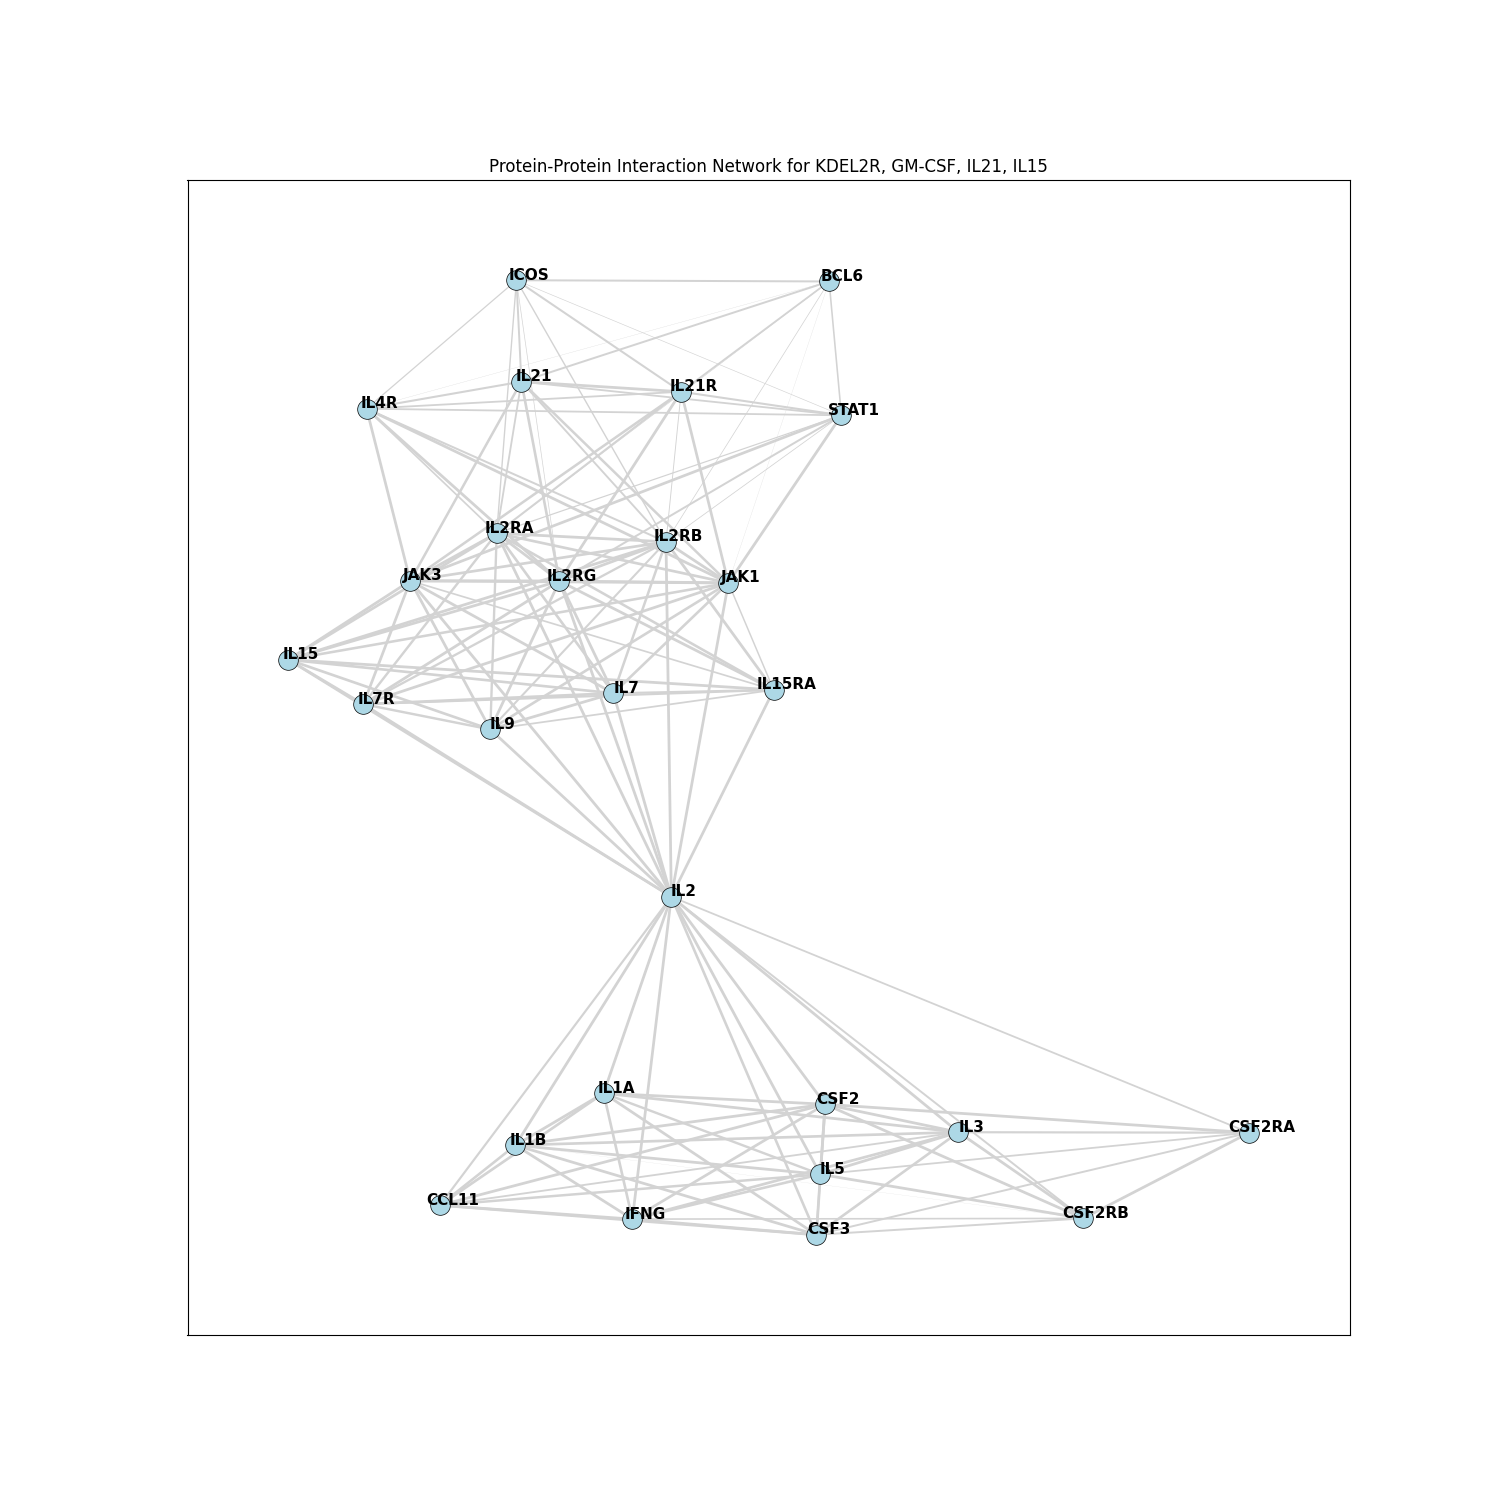 Protein-Protein Interaction Network for KDEL2R, GM-CSF, IL21, IL15
ICOS
BCL6
IL21
IL21R
IL4R
STAT1
IL2RA
IL2RB
JAK3
IL2RG
JAK1
IL15
IL7R
IL7
IL15RA
IL9
IL2
IL1A
CSF2
IL1B
IL3
CSF2RA
IL5
CCL11
IFNG
CSF3
CSF2RB